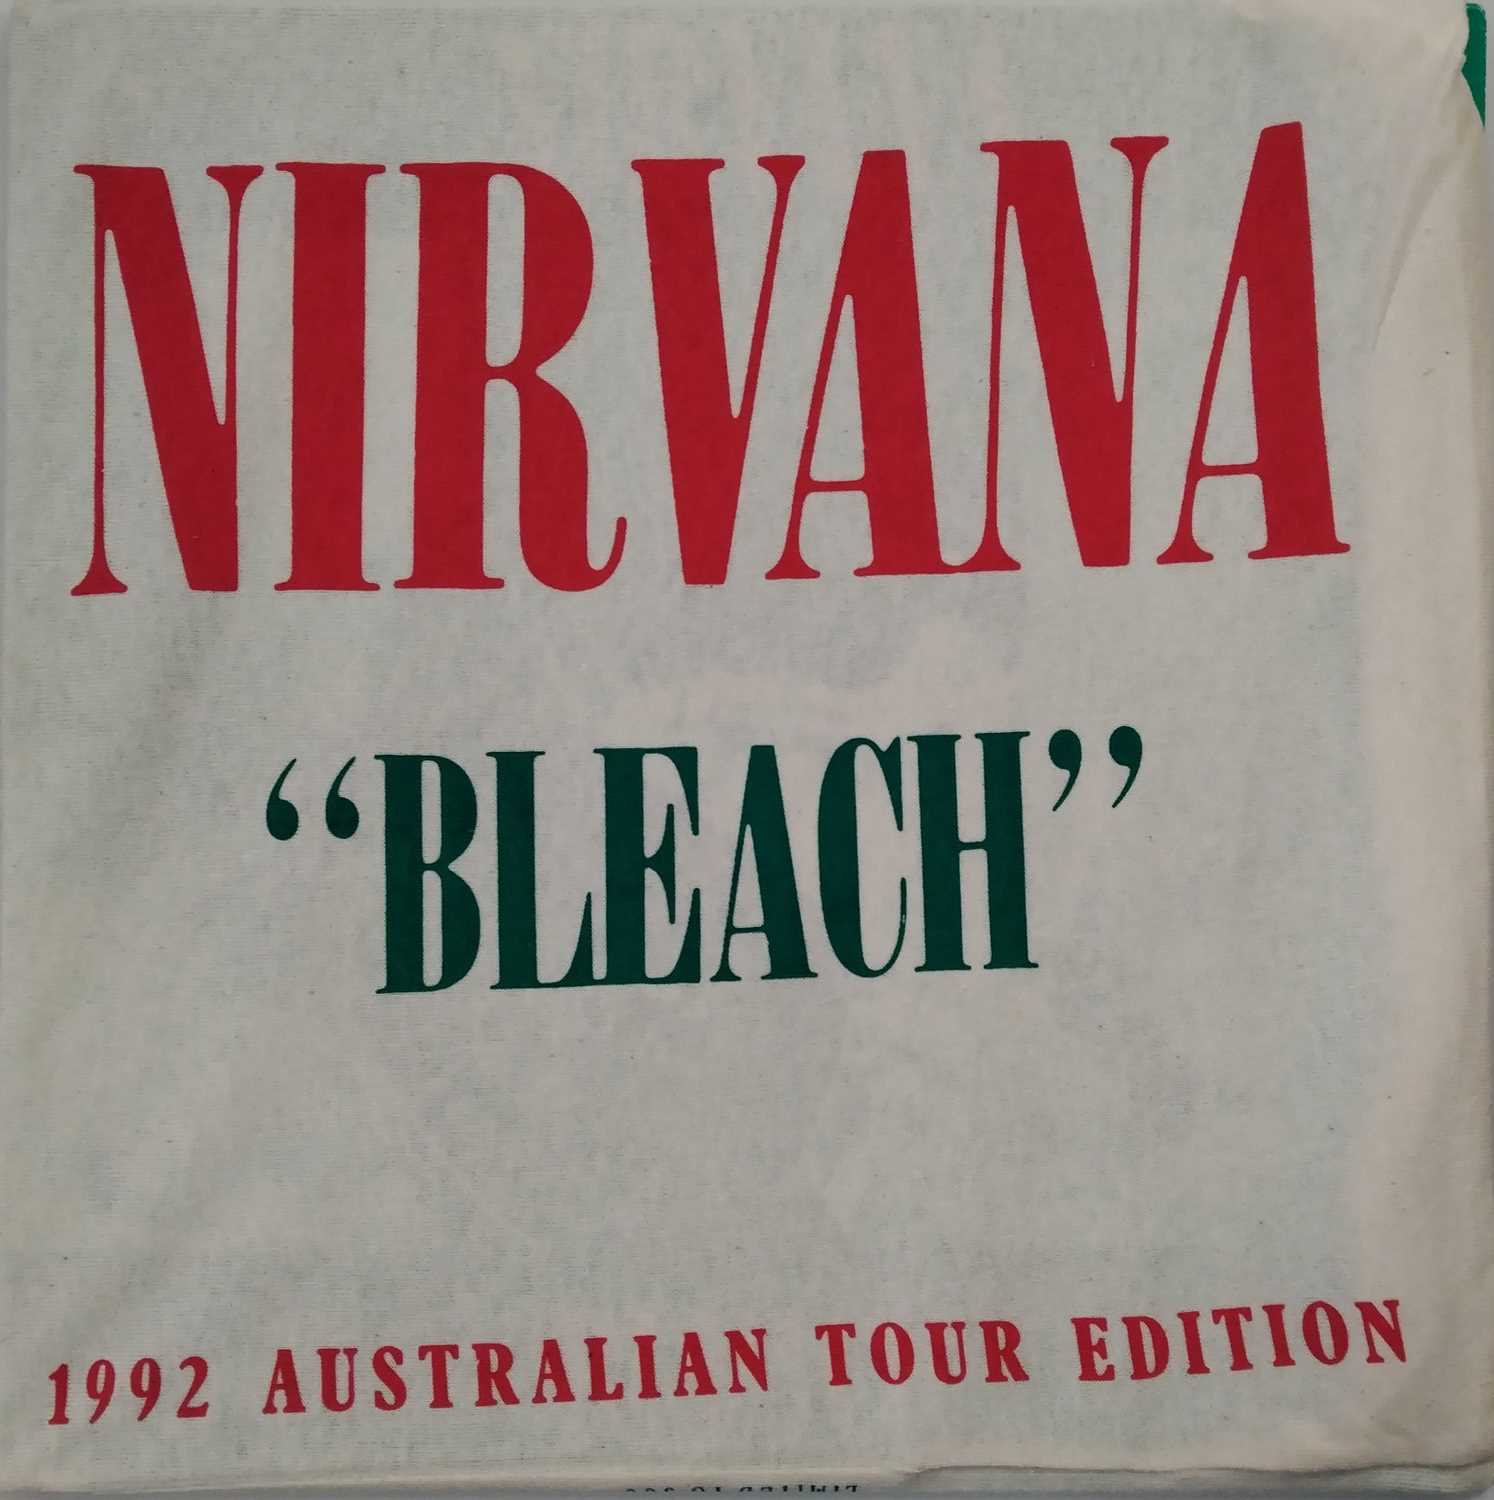 NIRVANA
“BLEACH”
1992 AUSTRALIAN TOUR EDITION